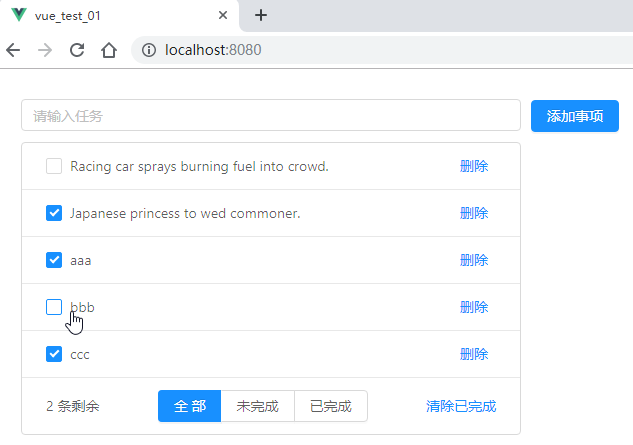 vue_test_01
localhost:8080
请输入任务 添加事项
Racing car sprays burning fuel into crowd. 删除
Japanese princess to wed commoner. 删除
aaa 删除
bbb 删除
ccc 删除
2 条剩余 全 部 未完成 已完成 清除已完成